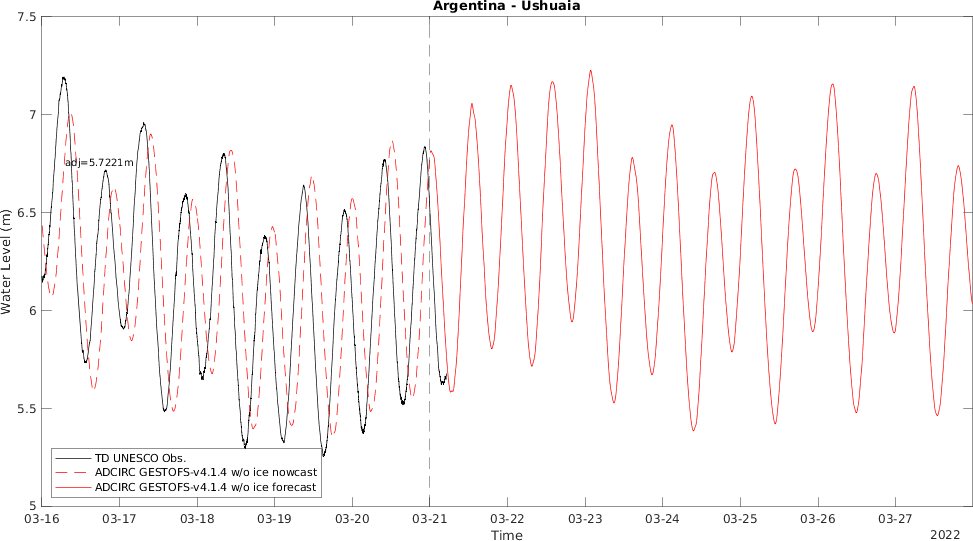 Argentina - Ushuaia
7.5
7
6.5
6
5.5
5
Water Level (m)
adj=5.7221m
TD UNESCO Obs.
ADCIRC GESTOFS-v4.1.4 w/o ice nowcast
ADCIRC GESTOFS-v4.1.4 w/o ice forecast
03-16 03-17 03-18 03-19 03-20 03-21 03-22 03-23 03-24 03-25 03-26 03-27
Time
2022